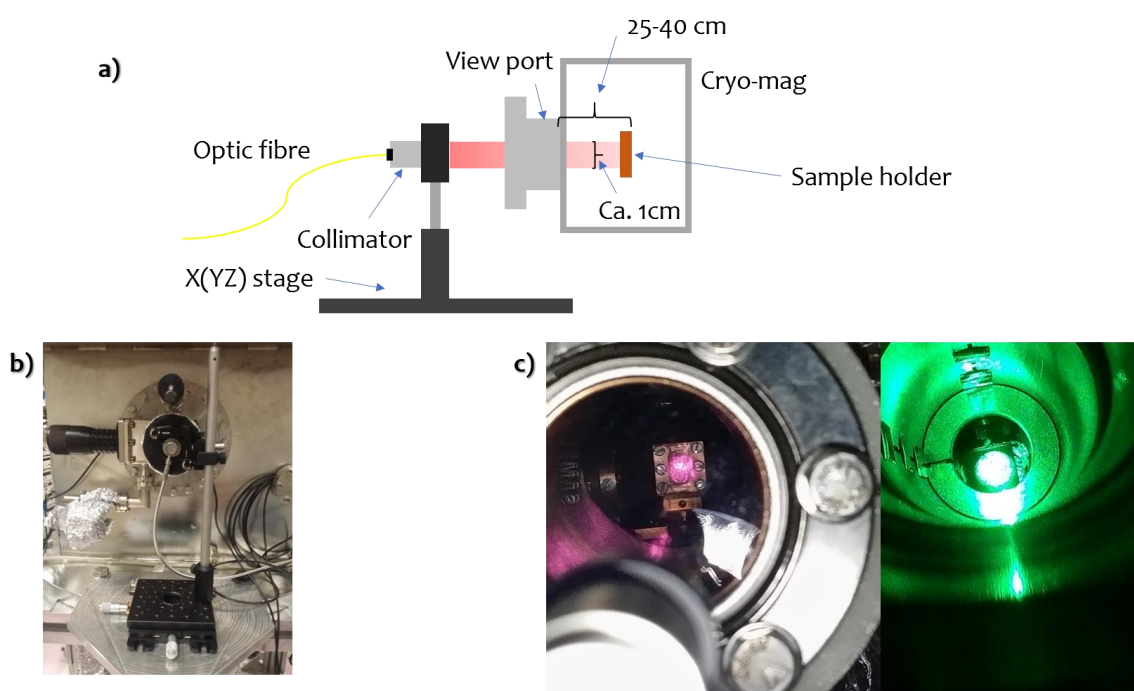 a)
25-40 cm
View port
Cryo-mag
Optic fibre
Sample holder
Ca. 1cm
Collimator
X(YZ) stage
b)
c)